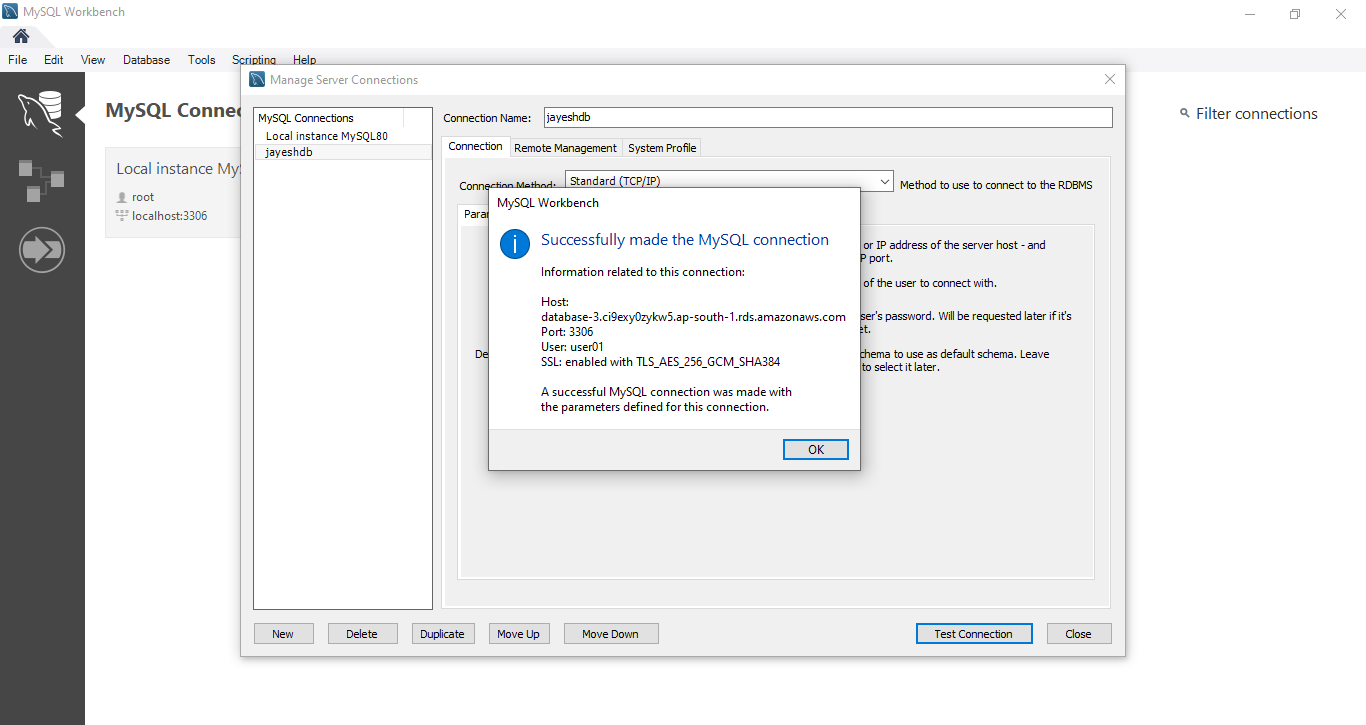 MySQL Workbench
File Edit View Database Tools Scripting Help
MySQL Connec
Filter connections
Local instance My
root
localhost:3306
Manage Server Connections
MySQL Connections
Local instance MySQL80
jayeshdb
Connection Name: jayeshdb
Connection Remote Management System Profile
Connection Method: Standard (TCP/IP) Method to use to connect to the RDBMS
Para
or IP address of the server host - and
P port.
of the user to connect with.
ser's password. Will be requested later if it's
et.
De
chema to use as default schema. Leave
to select it later.
MySQL Workbench
Successfully made the MySQL connection
Information related to this connection:
Host:
database-3.ci9exy0zykw5.ap-south-1.rds.amazonaws.com
Port: 3306
User: user01
SSL: enabled with TLS_AES_256_GCM_SHA384
A successful MySQL connection was made with
the parameters defined for this connection.
OK
New Delete Duplicate Move Up Move Down Test Connection Close